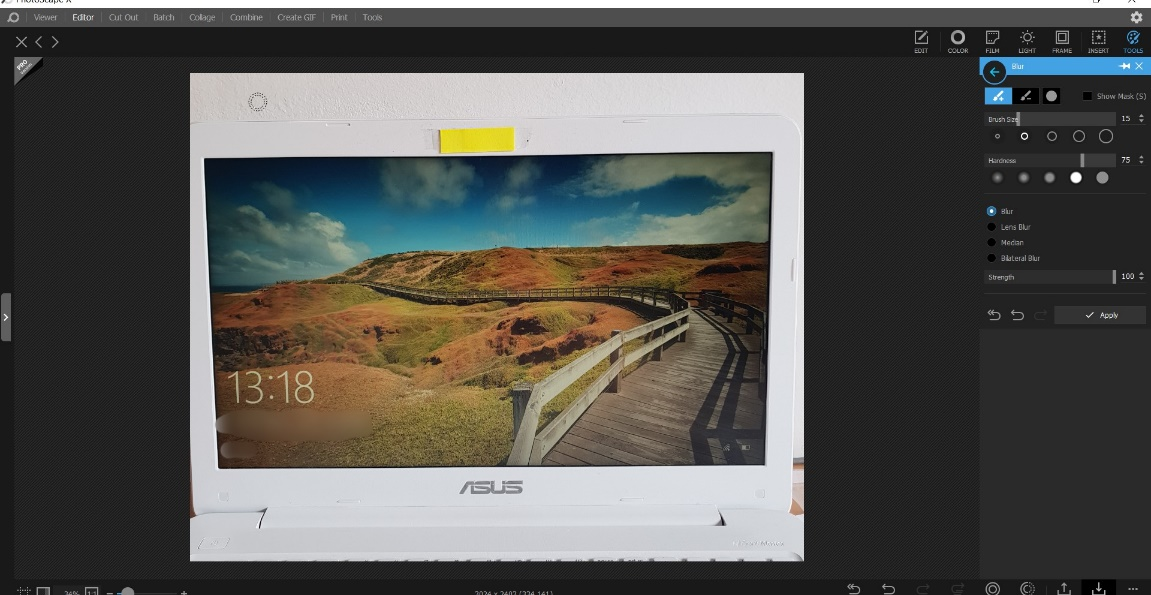 Viewer Editor Cut Out Batch Collage Combine Create GIF Print Tools
EDIT COLOR FILM LIGHT FRAME INSERT TOOLS
PRO
Blur
Show Mask (S)
Brush Size 15
Hardness 75
Blur
Lens Blur
Median
Bilateral Blur
Strength 100
Apply
13:18
ASUS